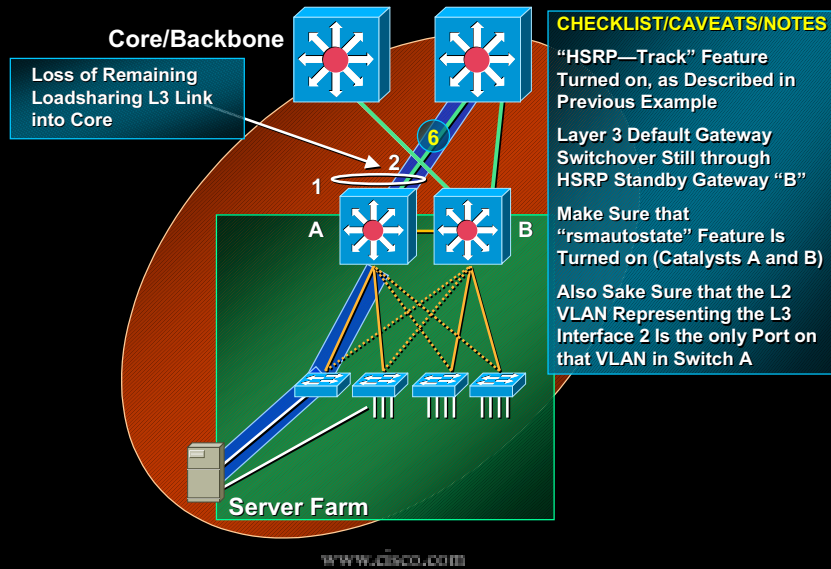 Core/Backbone
Loss of Remaining
Loadsharing L3 Link
into Core
6
2
1
A
B
Server Farm
CHECKLIST/CAVEATS/NOTES
“HSRP—Track” Feature
Turned on, as Described in
Previous Example
Layer 3 Default Gateway
Switchover Still through
HSRP Standby Gateway “B”
Make Sure that
“rsmautostate” Feature Is
Turned on (Catalysts A and B)
Also Sake Sure that the L2
VLAN Representing the L3
Interface 2 Is the only Port on
that VLAN in Switch A
www.cisco.com